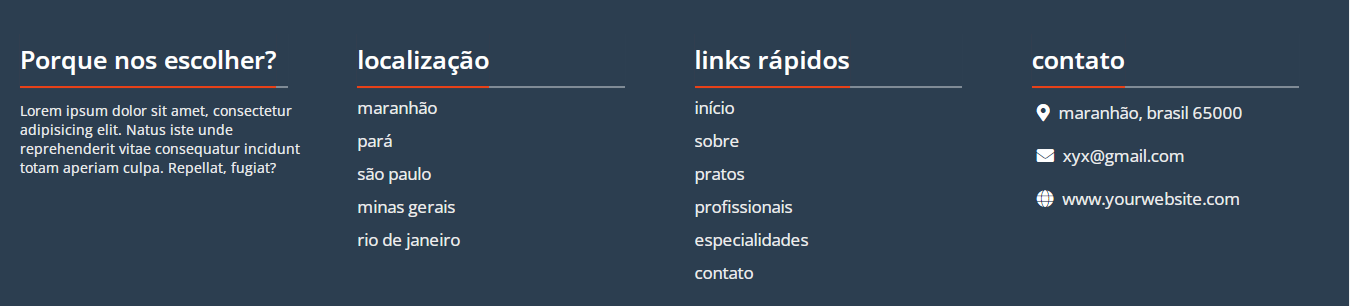 Porque nos escolher?
Lorem ipsum dolor sit amet, consectetur
adipisicing elit. Natus iste unde
reprehenderit vitae consequatur incidunt
totam aperiam culpa. Repellat, fugiat?
localização
maranhão
pará
são paulo
minas gerais
rio de janeiro
links rápidos
início
sobre
pratos
profissionais
especialidades
contato
contato
maranhão, brasil 65000
xyx@gmail.com
www.yourwebsite.com